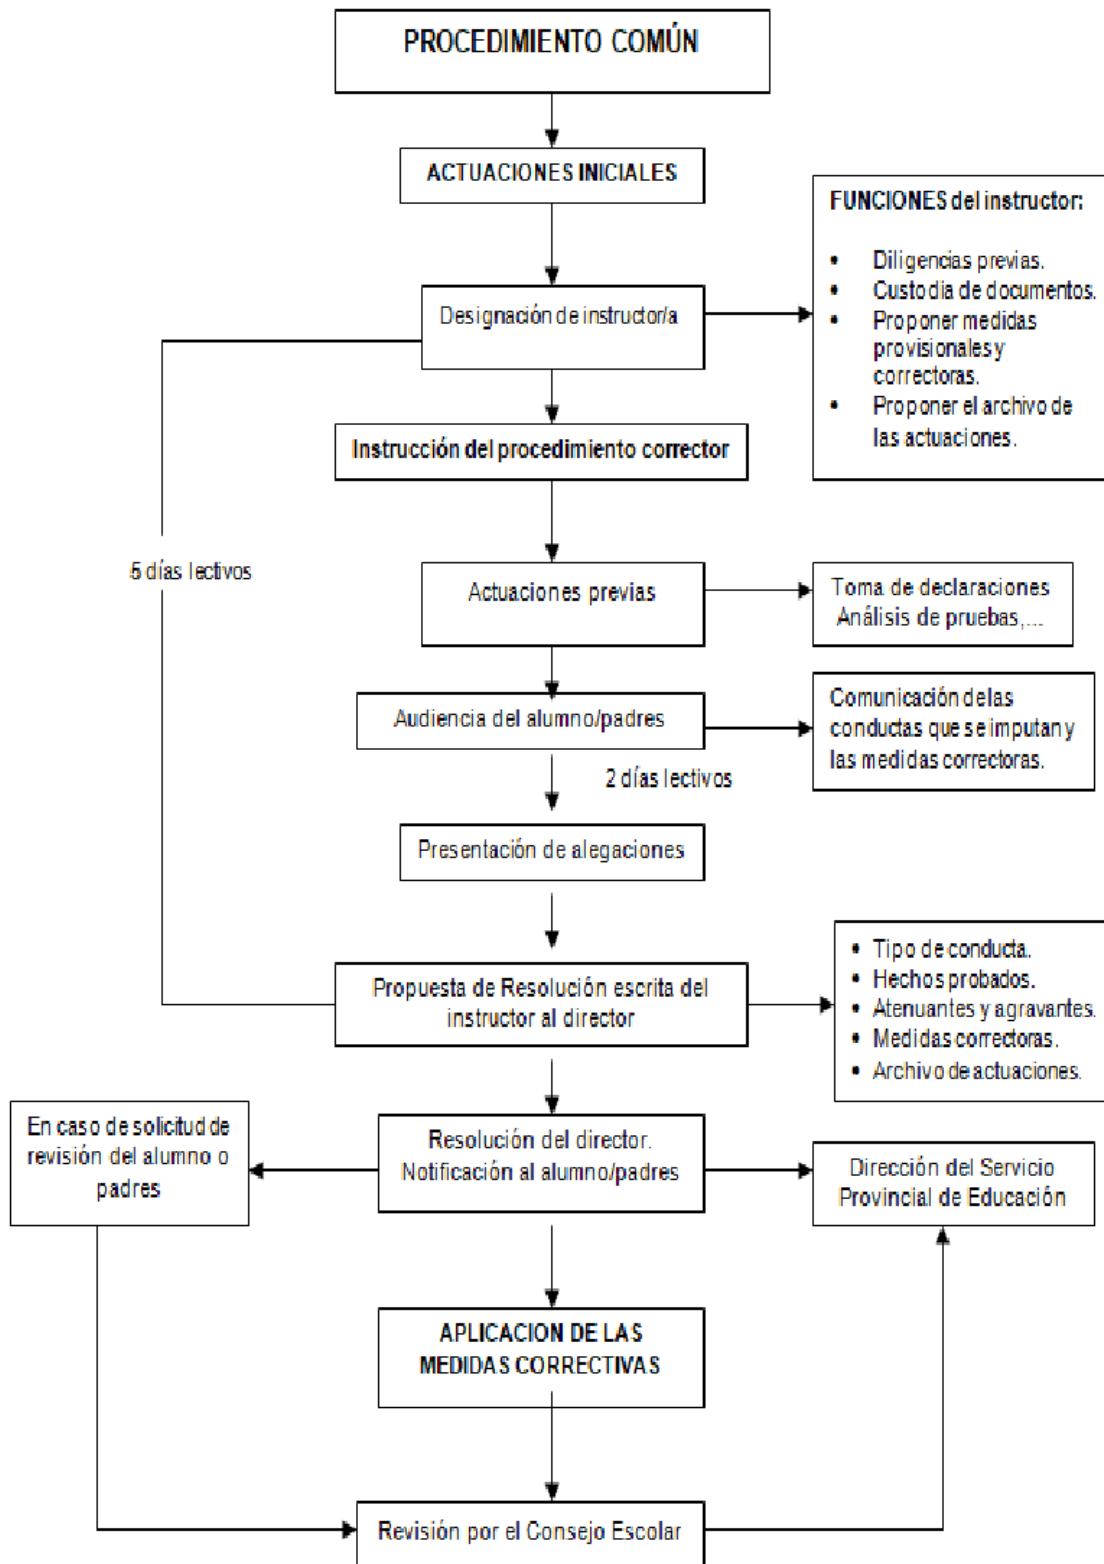 PROCEDIMIENTO COMÚN
ACTUACIONES INICIALES
FUNCIONES del instructor:
• Diligencias previas.
• Custodia de documentos.
• Proponer medidas
provisionales y
correctoras.
• Proponer el archivo de
las actuaciones.
Designación de instructor/a
Instrucción del procedimiento corrector
5 días lectivos
Actuaciones previas
Toma de declaraciones
Análisis de pruebas,...
Audiencia del alumno/padres
Comunicación de las
conductas que se imputan y
las medidas correctoras.
2 días lectivos
Presentación de alegaciones
Propuesta de Resolución escrita del
instructor al director
• Tipo de conducta.
• Hechos probados.
• Atenuantes y agravantes.
• Medidas correctoras.
• Archivo de actuaciones.
En caso de solicitud de
revisión del alumno o
padres
Resolución del director.
Notificación al alumno/padres
Dirección del Servicio
Provincial de Educación
APLICACION DE LAS
MEDIDAS CORRECTIVAS
Revisión por el Consejo Escolar